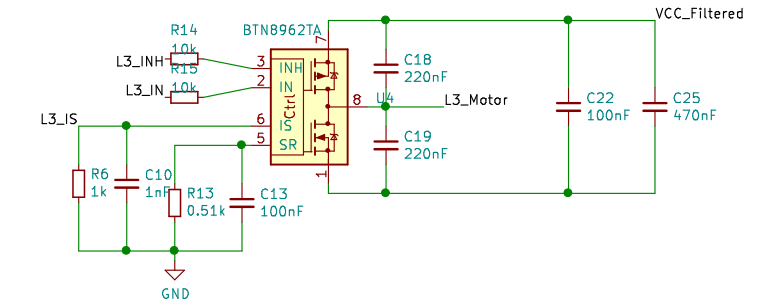 VCC_Filtered
R14
10k
BTN8962TA
7
L3_INH
3
INH
R15
10k
L3_IN
2
IN
Ctrl
C18
220nF
8
U4
L3_Motor
C22
100nF
C25
470nF
L3_IS
6
IS
5
SR
C19
220nF
1
R6
1k
C10
1nF
R13
0.51k
C13
100nF
GND